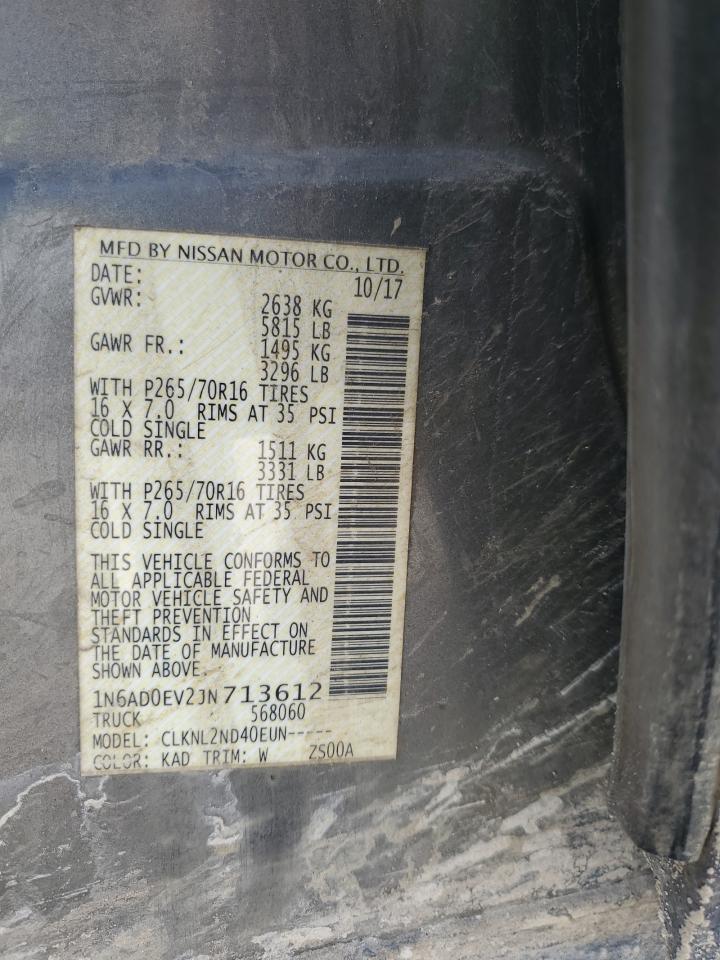 MFD BY NISSAN MOTOR CO., LTD.
DATE: 10/17
GVWR: 2638 KG
5815 LB
GAWR FR.: 1495 KG
3296 LB
WITH P265/70R16 TIRES
16 X 7.0 RIMS AT 35 PSI
COLD SINGLE
GAWR RR.: 1511 KG
3331 LB
WITH P265/70R16 TIRES
16 X 7.0 RIMS AT 35 PSI
COLD SINGLE
THIS VEHICLE CONFORMS TO
ALL APPLICABLE FEDERAL
MOTOR VEHICLE SAFETY AND
THEFT PREVENTION
STANDARDS IN EFFECT ON
THE DATE OF MANUFACTURE
SHOWN ABOVE.
1N6AD0EV2JN713612
TRUCK 568060
MODEL: CLKNL2ND40EUN-----
COLOR: KAD TRIM: W ZS00A